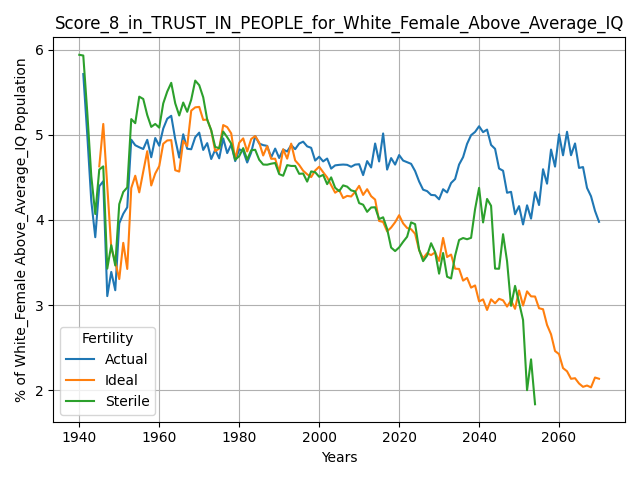 Score_8_in_TRUST_IN_PEOPLE_for_White_Female_Above_Average_IQ
% of White_Female Above_Average_IQ Population
6
5
4
3
2
Fertility
Actual
Ideal
Sterile
1940 1960 1980 2000 2020 2040 2060
Years